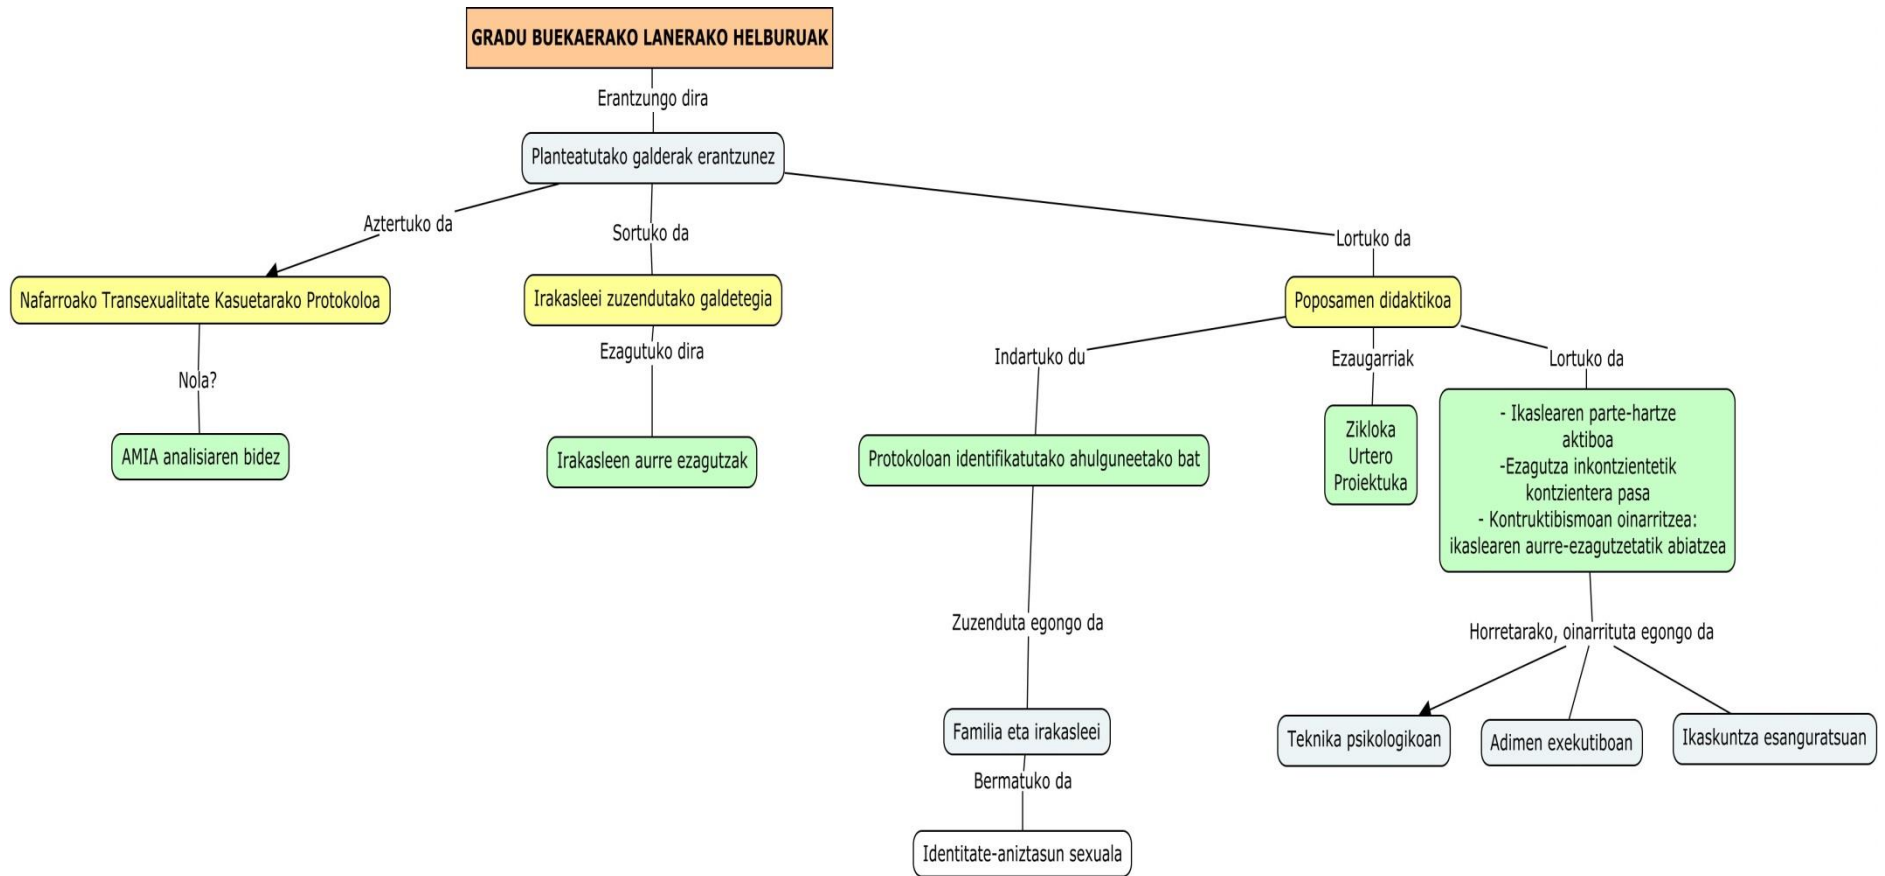 GRADU BUEKAERAKO LANERAKO HELBURUAK
Erantzungo dira
Planteatutako galderak erantzunez
Aztertuko da
Sortuko da
Lortuko da
Nafarroako Transexualitate Kasuetarako Protokoloa
Irakasleei zuzendutako galdetegia
Poposamen didaktikoa
Nola?
Ezagutuko dira
Indartuko du
Ezaugarriak
Lortuko da
AMIA analisiaren bidez
Irakasleen aurre ezagutzak
Protokoloan identifikatutako ahulguneetako bat
Zikloka
Urtero
Proiektuka
- Ikaslearen parte-hartze
aktiboa
-Ezagutza inkontzientetik
kontzientera pasa
- Kontruktibismoan oinarritzea:
ikaslearen aurre-ezagutzetatik abiatzea
Zuzenduta egongo da
Horretarako, oinarrituta egongo da
Familia eta irakasleei
Teknika psikologikoan
Adimen exekutiboan
Ikaskuntza esanguratsuan
Bermatuko da
Identitate-aniztasun sexuala